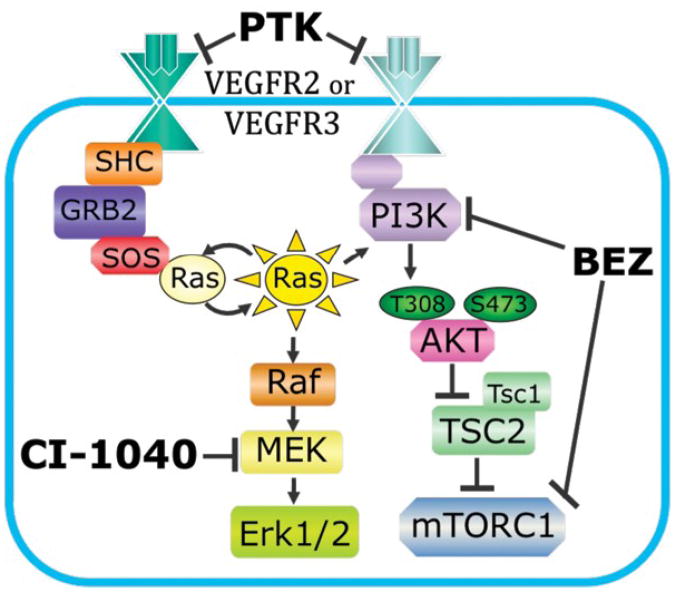 PTK
VEGFR2 or
VEGFR3
SHC
GRB2
SOS
Ras
Ras
PI3K
BEZ
T308
S473
AKT
Raf
Tsc1
TSC2
CI-1040
MEK
mTORC1
Erk1/2